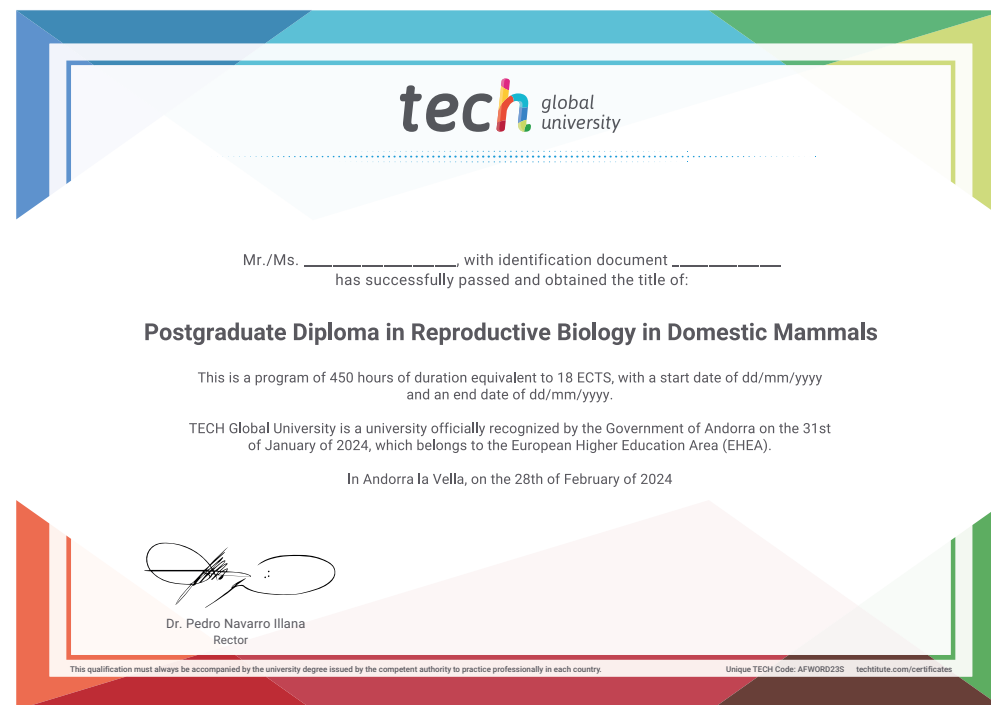 tech global university
Mr./Ms. __________________, with identification document ____________
has successfully passed and obtained the title of:
Postgraduate Diploma in Reproductive Biology in Domestic Mammals
This is a program of 450 hours of duration equivalent to 18 ECTS, with a start date of dd/mm/yyyy
and an end date of dd/mm/yyyy.
TECH Global University is a university officially recognized by the Government of Andorra on the 31st
of January of 2024, which belongs to the European Higher Education Area (EHEA).
In Andorra la Vella, on the 28th of February of 2024
Dr. Pedro Navarro Illana
Rector
This qualification must always be accompanied by the university degree issued by the competent authority to practice professionally in each country.
Unique TECH Code: AFWORD23S techtitute.com/certificates